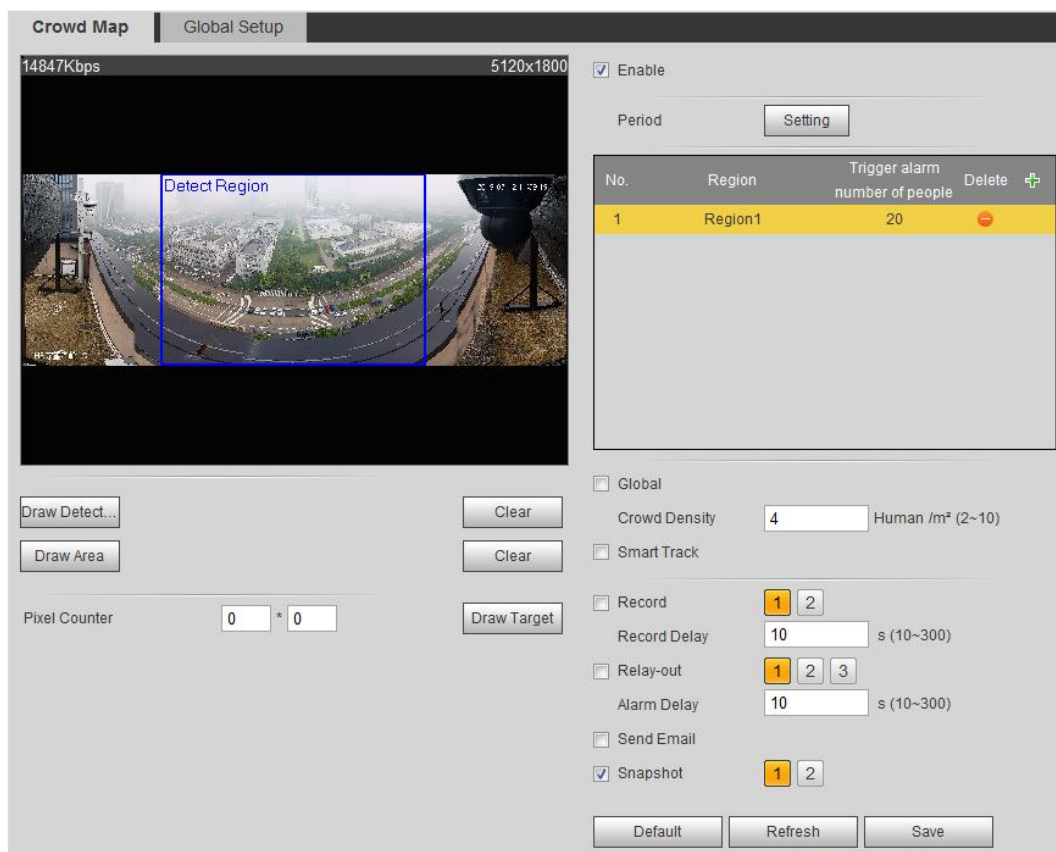 Crowd Map
Global Setup
14847Kbps
5120x1800
Detect Region
Draw Detect...
Clear
Draw Area
Clear
Pixel Counter
0 * 0
Draw Target
Enable
Period
Setting
No.
Region
Trigger alarm
number of people
Delete
1 Region1 20
Global
Crowd Density
4
Human /m² (2~10)
Smart Track
Record
1 2
Record Delay
10
s (10~300)
Relay-out
1 2 3
Alarm Delay
10
s (10~300)
Send Email
Snapshot
1 2
Default
Refresh
Save